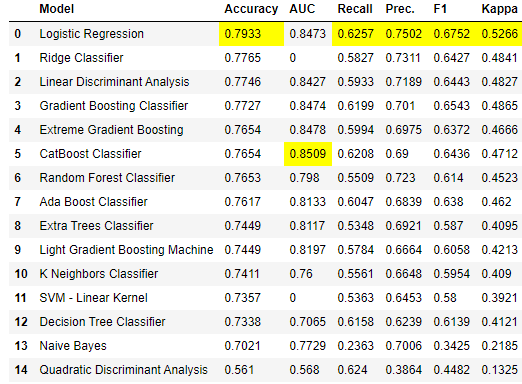 Model Accuracy AUC Recall Prec. F1 Kappa
0 Logistic Regression 0.7933 0.8473 0.6257 0.7502 0.6752 0.5266
1 Ridge Classifier 0.7765 0 0.5827 0.7311 0.6427 0.4841
2 Linear Discriminant Analysis 0.7746 0.8427 0.5933 0.7189 0.6443 0.4827
3 Gradient Boosting Classifier 0.7727 0.8474 0.6199 0.701 0.6543 0.4865
4 Extreme Gradient Boosting 0.7654 0.8478 0.5994 0.6975 0.6372 0.4666
5 CatBoost Classifier 0.7654 0.8509 0.6208 0.69 0.6436 0.4712
6 Random Forest Classifier 0.7653 0.798 0.5509 0.723 0.614 0.4523
7 Ada Boost Classifier 0.7617 0.8133 0.6047 0.6839 0.638 0.462
8 Extra Trees Classifier 0.7449 0.8117 0.5348 0.6921 0.587 0.4095
9 Light Gradient Boosting Machine 0.7449 0.8197 0.5784 0.6664 0.6058 0.4213
10 K Neighbors Classifier 0.7411 0.76 0.5561 0.6648 0.5954 0.409
11 SVM - Linear Kernel 0.7357 0 0.5363 0.6453 0.58 0.3921
12 Decision Tree Classifier 0.7338 0.7065 0.6158 0.6239 0.6139 0.4121
13 Naive Bayes 0.7021 0.7729 0.2363 0.7006 0.3425 0.2185
14 Quadratic Discriminant Analysis 0.561 0.568 0.624 0.3864 0.4482 0.1325